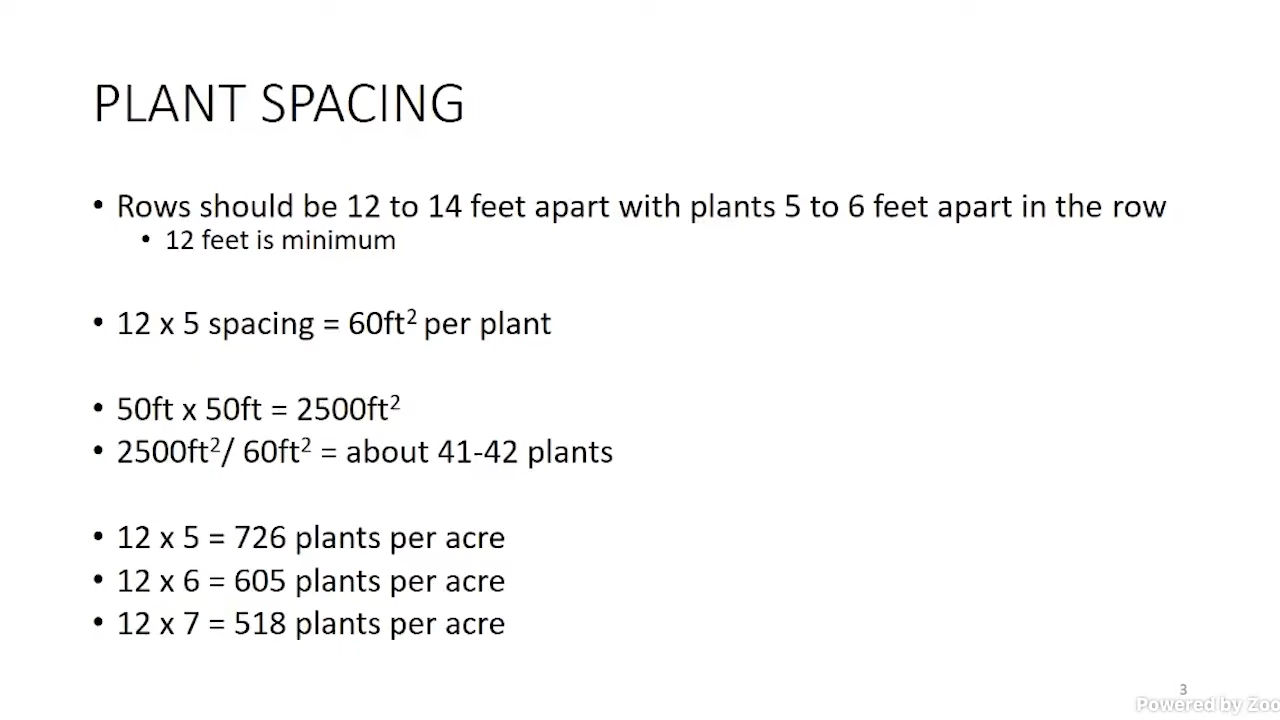 PLANT SPACING
• Rows should be 12 to 14 feet apart with plants 5 to 6 feet apart in the row
• 12 feet is minimum
• 12 x 5 spacing = 60ft² per plant
• 50ft x 50ft = 2500ft²
• 2500ft²/ 60ft² = about 41-42 plants
• 12 x 5 = 726 plants per acre
• 12 x 6 = 605 plants per acre
• 12 x 7 = 518 plants per acre
3
Powered by Zoo